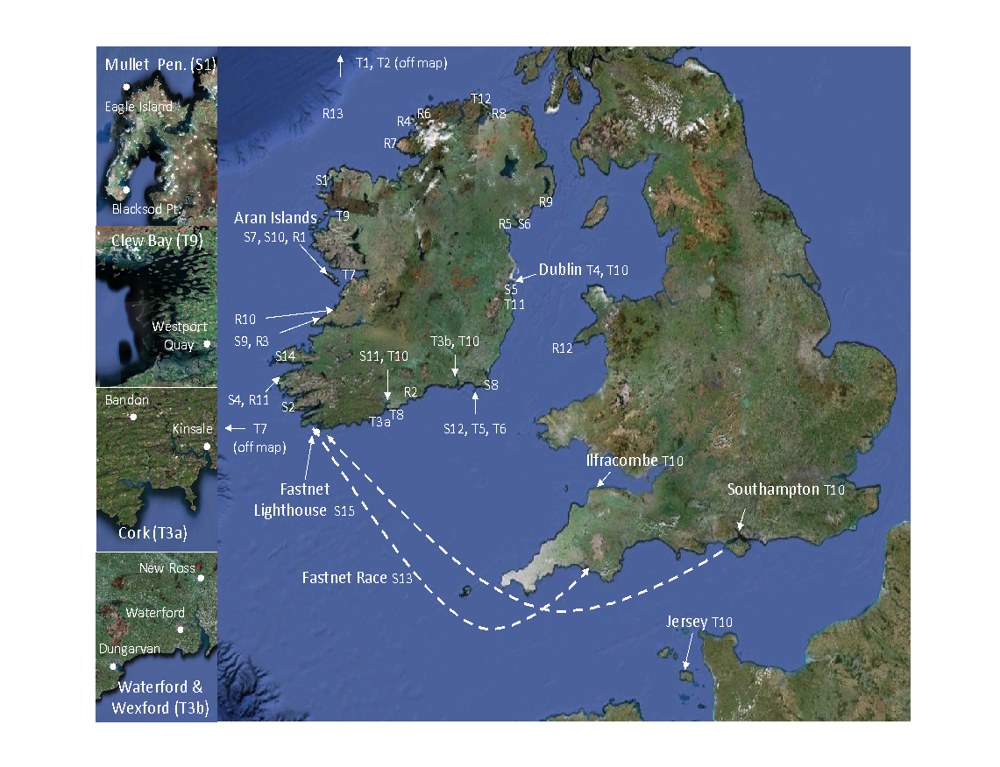 Mullet Pen. (S1)
Eagle Island
Blacksod Pt.
Clew Bay (T9)
Westport
Quay
Bandon
Kinsale
Cork (T3a)
New Ross
Waterford
Dungarvan
Waterford &
Wexford (T3b)
T1, T2 (off map)
R13
T12
R6
R8
R4
R7
S1
R9
Aran Islands
T9
R5 S6
S7, S10, R1
T7
Dublin T4, T10
S5
T11
R10
S9, R3
T3b, T10
R12
S14
S11, T10
S8
R2
S4, R11
S2
T8
T3a
T7
(off map)
S12, T5, T6
Ilfracombe T10
Fastnet
Lighthouse S15
Southampton T10
Fastnet Race S13
Jersey T10